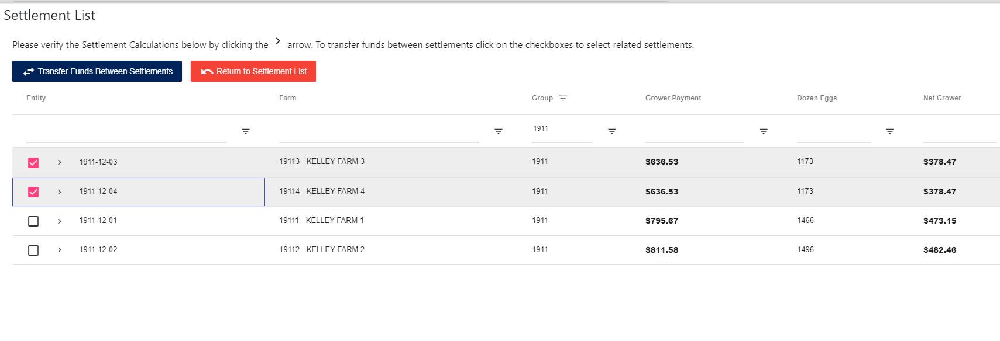 Settlement List
Please verify the Settlement Calculations below by clicking the > arrow. To transfer funds between settlements click on the checkboxes to select related settlements.
Transfer Funds Between Settlements Return to Settlement List
Entity Farm Group Grower Payment Dozen Eggs Net Grower
1911
1911-12-03 19113 - KELLEY FARM 3 1911 $636.53 1173 $378.47
1911-12-04 19114 - KELLEY FARM 4 1911 $636.53 1173 $378.47
1911-12-01 19111 - KELLEY FARM 1 1911 $795.67 1466 $473.15
1911-12-02 19112 - KELLEY FARM 2 1911 $811.58 1496 $482.46